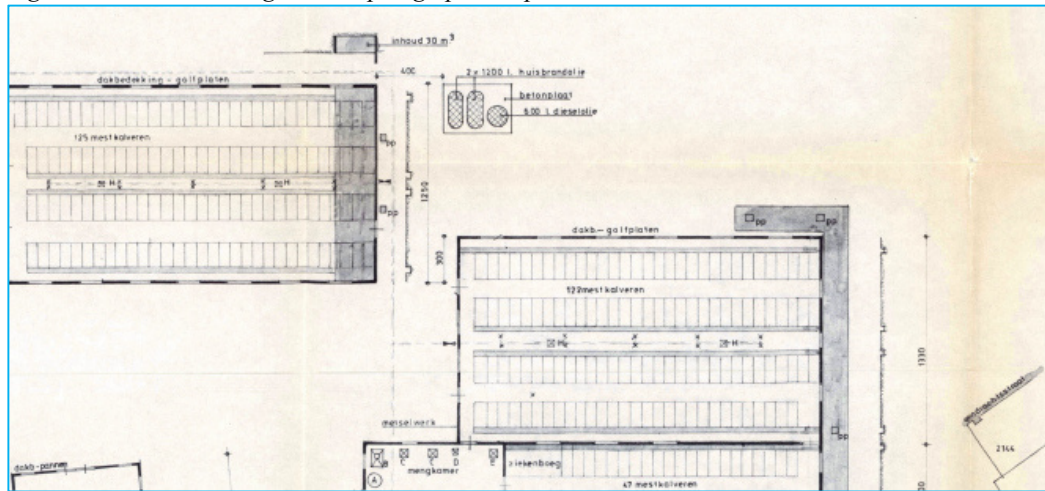 inhoud 30 m³
400
2 x 1200 l. huisbrandolie
dakbedekking - golfplaten
betonplaat
600 l. dieselolie
125 mestkalveren
pp
H
H
pp
1250
pp
pp
dakb - golfplaten
300
122 mestkalveren
H
H
1330
metselwerk
pp
2144
dakb - pannen
B
C
C
D
E
mengkamer
ziekenboeg
A
47 mestkalveren